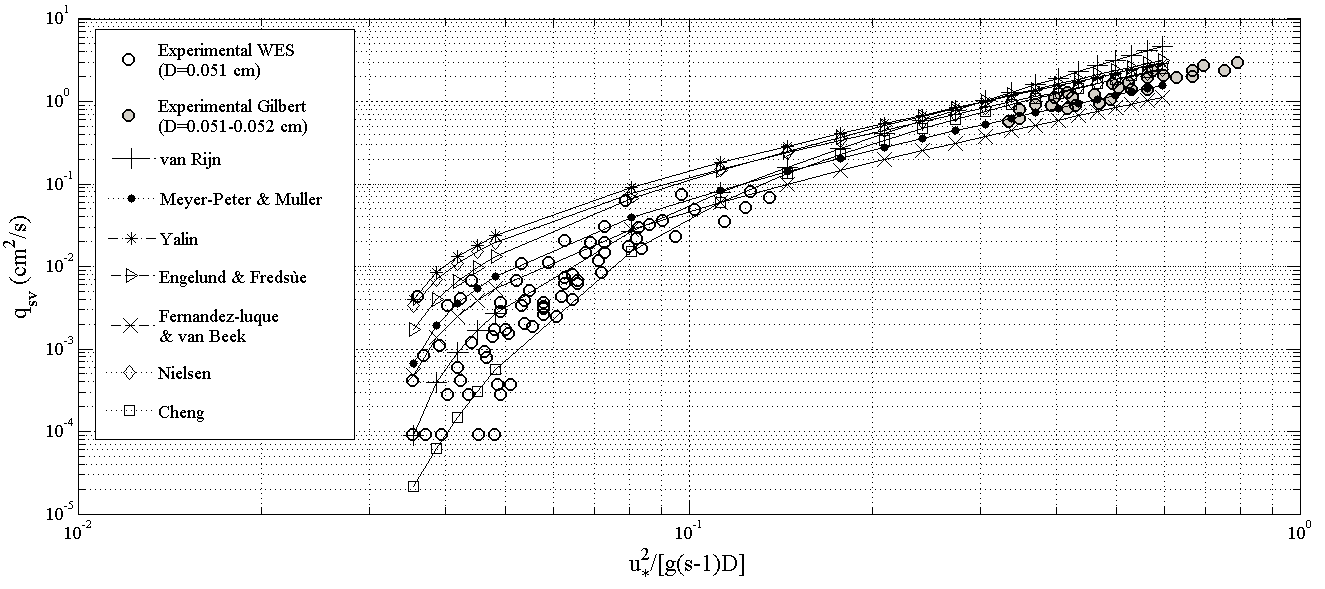 10^1
10^0
10^-1
10^-2
10^-3
10^-4
10^-5
q_sv (cm^2/s)
Experimental WES
(D=0.051 cm)
Experimental Gilbert
(D=0.051-0.052 cm)
van Rijn
Meyer-Peter & Muller
Yalin
Engelund & Fredsùe
Fernandez-luque
& van Beek
Nielsen
Cheng
10^-2
10^-1
10^0
u_*^2/[g(s-1)D]